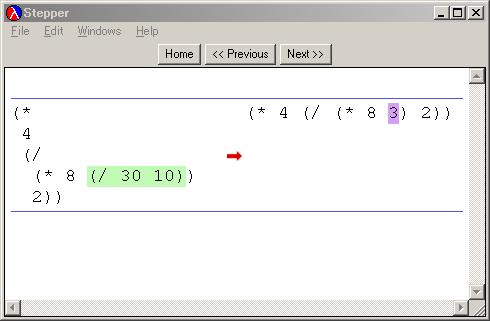 Stepper
File Edit Windows Help
Home << Previous Next >>
(*
4
(/
(* 8 (/ 30 10))
2))
(* 4 (/ (* 8 3) 2))